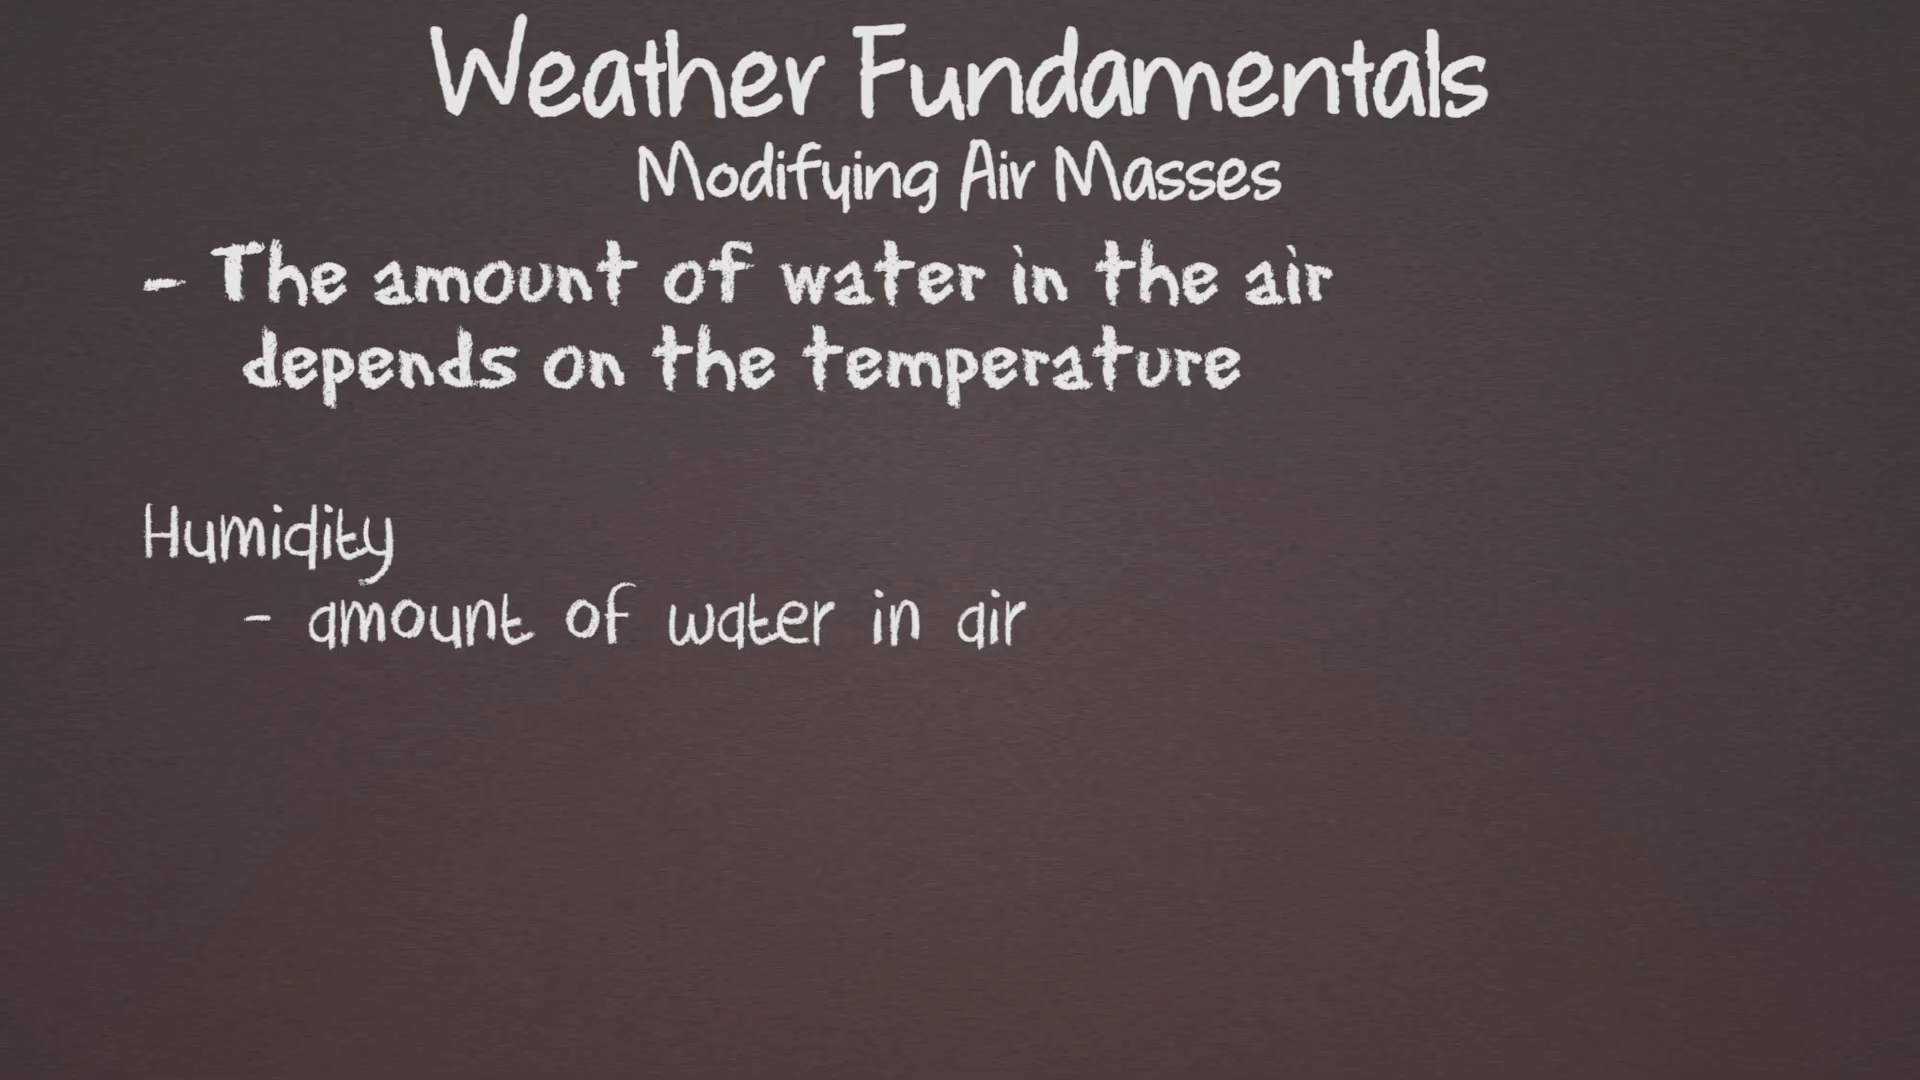 Weather Fundamentals
Modifying Air Masses
- The amount of water in the air
depends on the temperature
Humidity
- amount of water in air